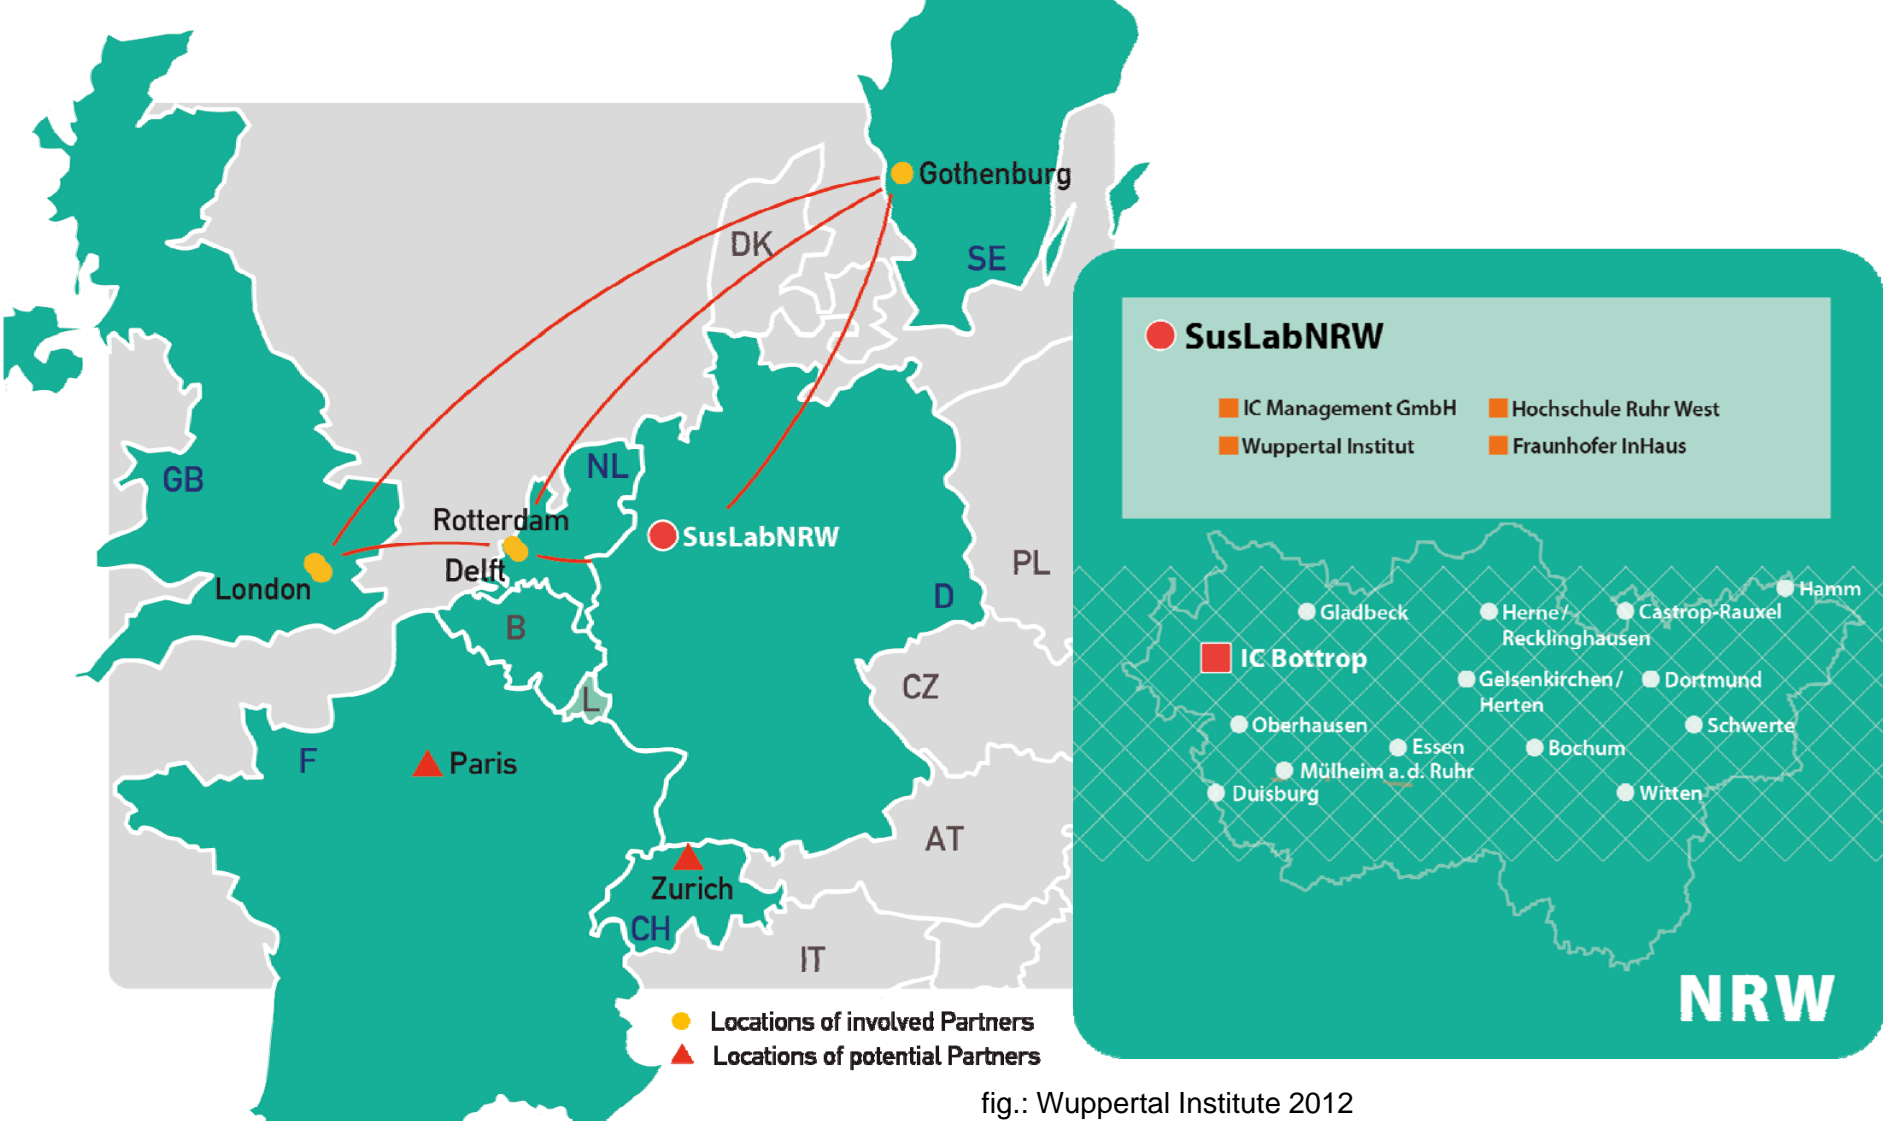 Gothenburg
DK
SE
GB
NL
Rotterdam
Delft
London
SusLabNRW
PL
D
B
L
CZ
F
Paris
AT
Zurich
CH
IT
Locations of involved Partners
Locations of potential Partners
SusLabNRW
IC Management GmbH
Hochschule Ruhr West
Wuppertal Institut
Fraunhofer InHaus
Hamm
Gladbeck
Herne/
Recklinghausen
Castrop-Rauxel
IC Bottrop
Gelsenkirchen/
Herten
Dortmund
Oberhausen
Essen
Bochum
Schwerte
Mülheim a.d. Ruhr
Duisburg
Witten
NRW
fig.: Wuppertal Institute 2012